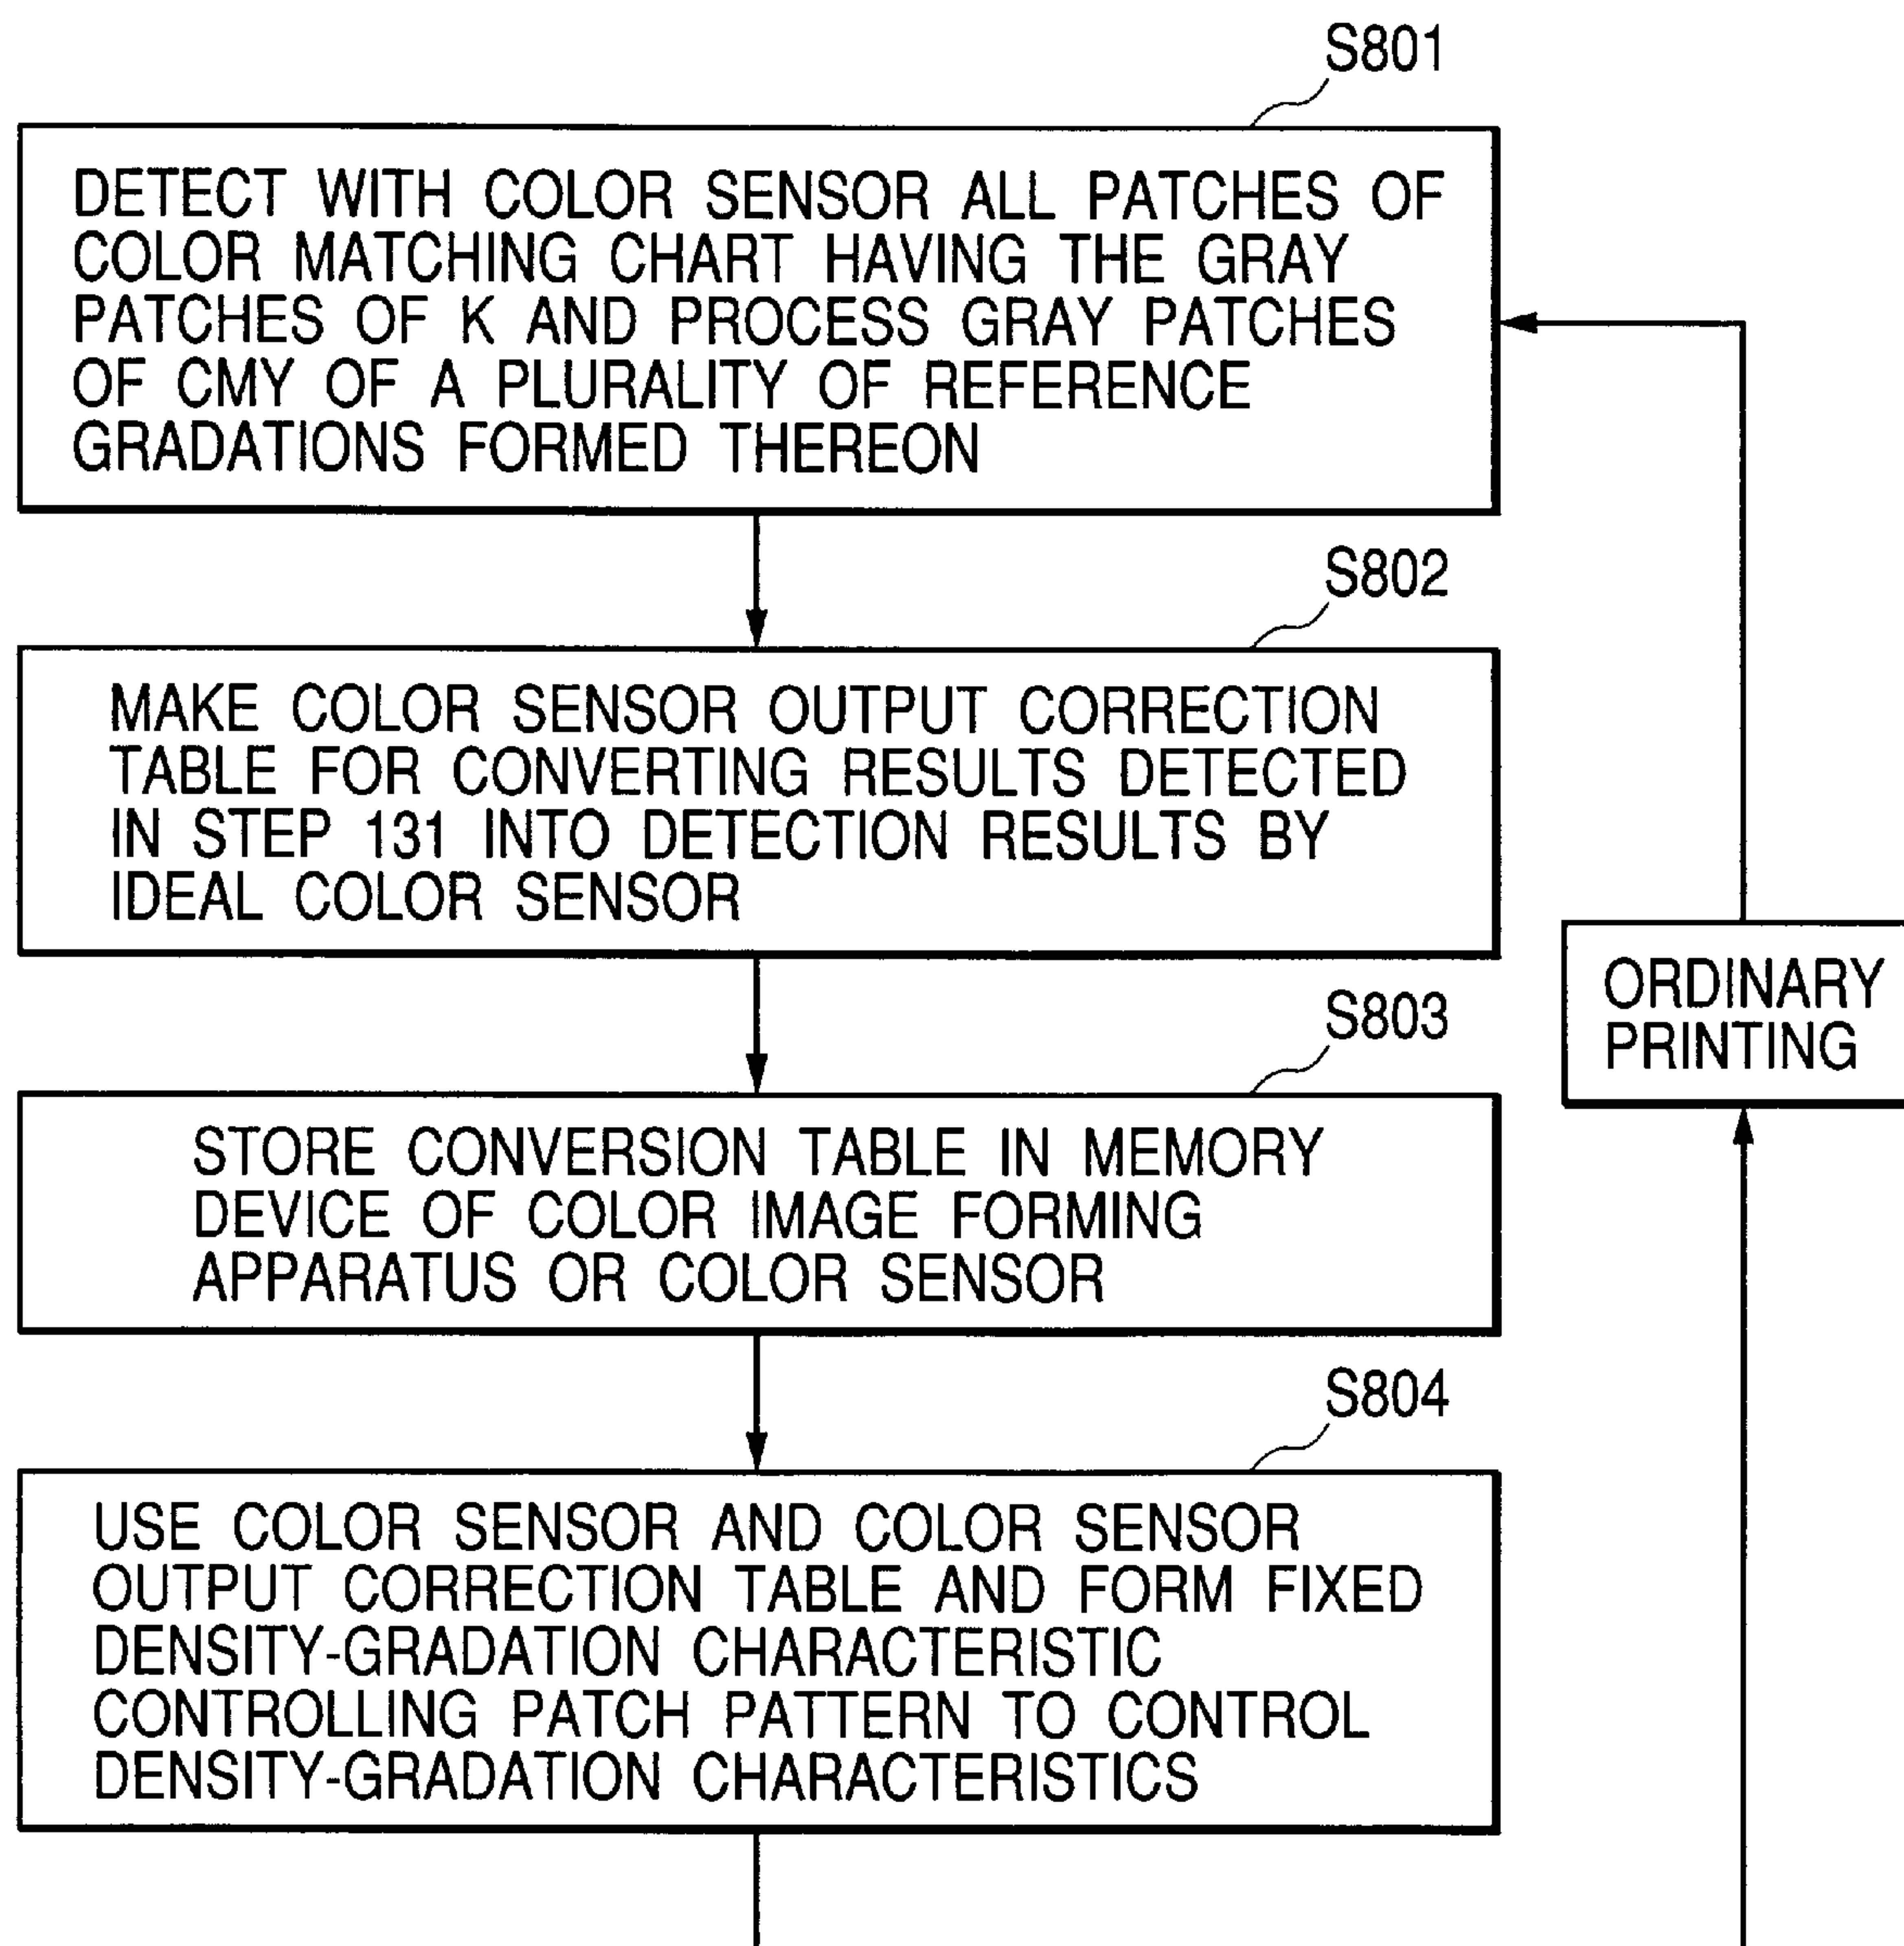 S801
DETECT WITH COLOR SENSOR ALL PATCHES OF
COLOR MATCHING CHART HAVING THE GRAY
PATCHES OF K AND PROCESS GRAY PATCHES
OF CMY OF A PLURALITY OF REFERENCE
GRADATIONS FORMED THEREON
S802
MAKE COLOR SENSOR OUTPUT CORRECTION
TABLE FOR CONVERTING RESULTS DETECTED
IN STEP 131 INTO DETECTION RESULTS BY
IDEAL COLOR SENSOR
ORDINARY
PRINTING
S803
STORE CONVERSION TABLE IN MEMORY
DEVICE OF COLOR IMAGE FORMING
APPARATUS OR COLOR SENSOR
S804
USE COLOR SENSOR AND COLOR SENSOR
OUTPUT CORRECTION TABLE AND FORM FIXED
DENSITY-GRADATION CHARACTERISTIC
CONTROLLING PATCH PATTERN TO CONTROL
DENSITY-GRADATION CHARACTERISTICS